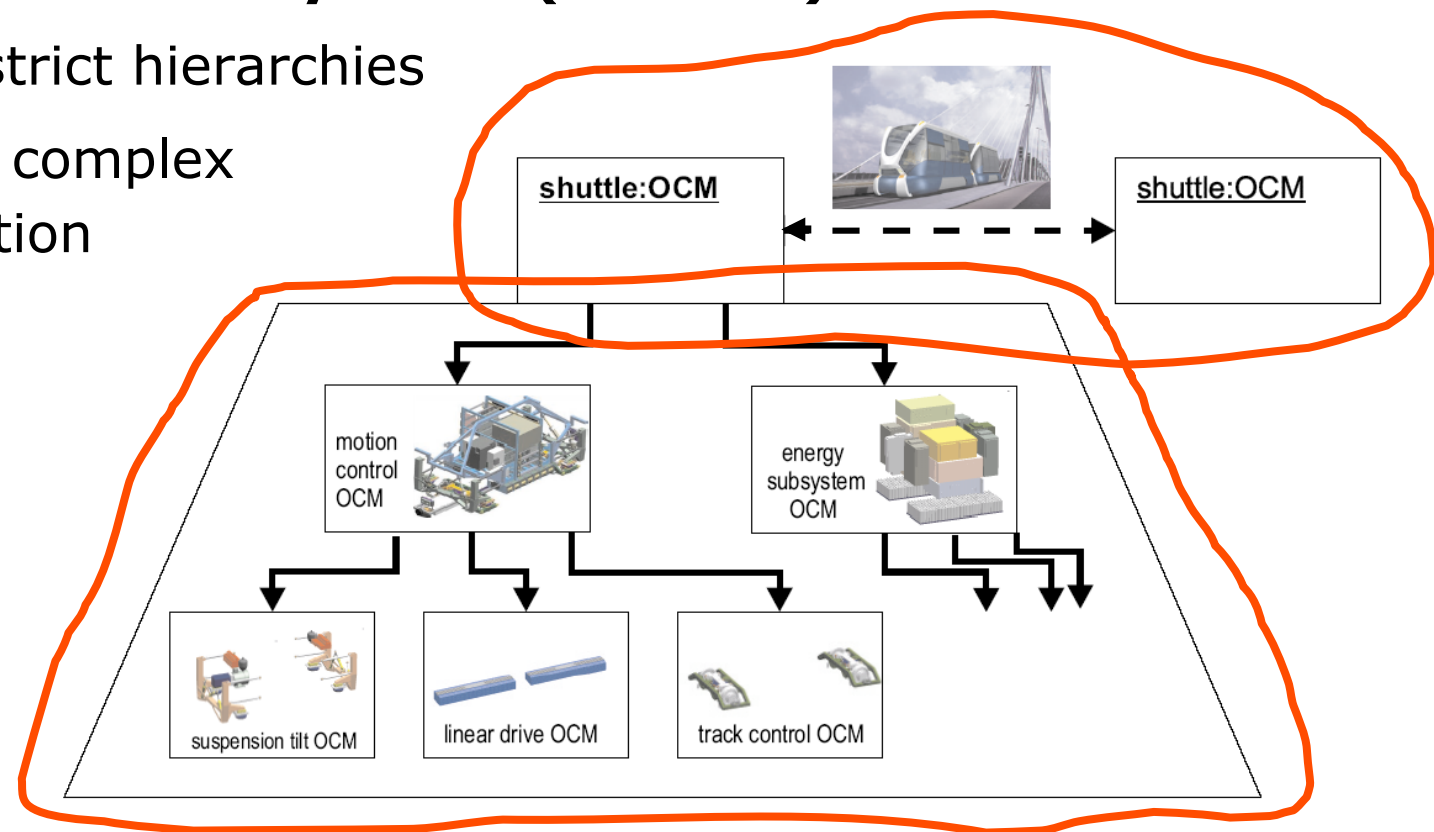 strict hierarchies
complex
shuttle:OCM
shuttle:OCM
motion
control
OCM
energy
subsystem
OCM
suspension tilt OCM
linear drive OCM
track control OCM